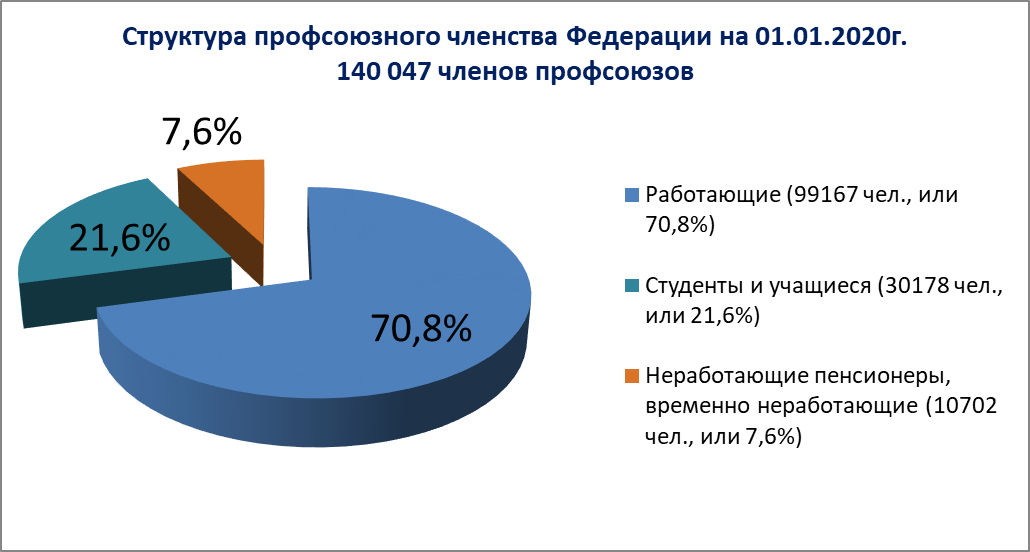 Структура профсоюзного членства Федерации на 01.01.2020г.
140 047 членов профсоюзов
7,6%
21,6%
70,8%
Работающие (99167 чел., или
70,8%)
Студенты и учащиеся (30178 чел.,
или 21,6%)
Неработающие пенсионеры,
временно неработающие (10702
чел., или 7,6%)